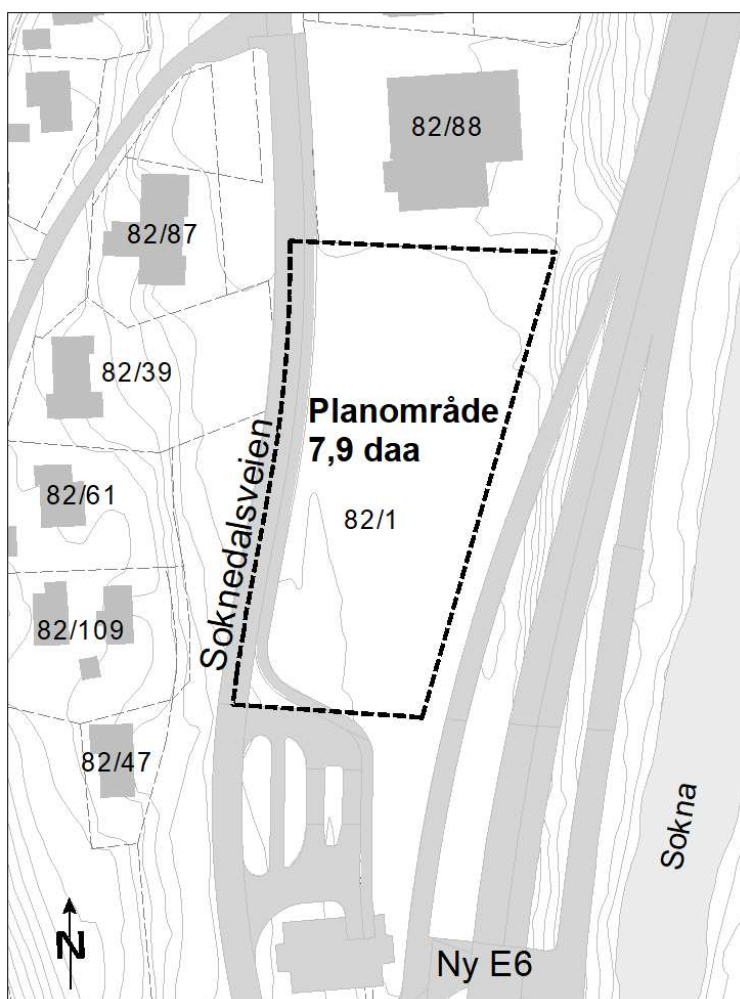 82/88
82/87
82/39
Planområde
7,9 daa
82/61
82/1
Soknedalsveien
82/109
82/47
Sokna
N
Ny E6